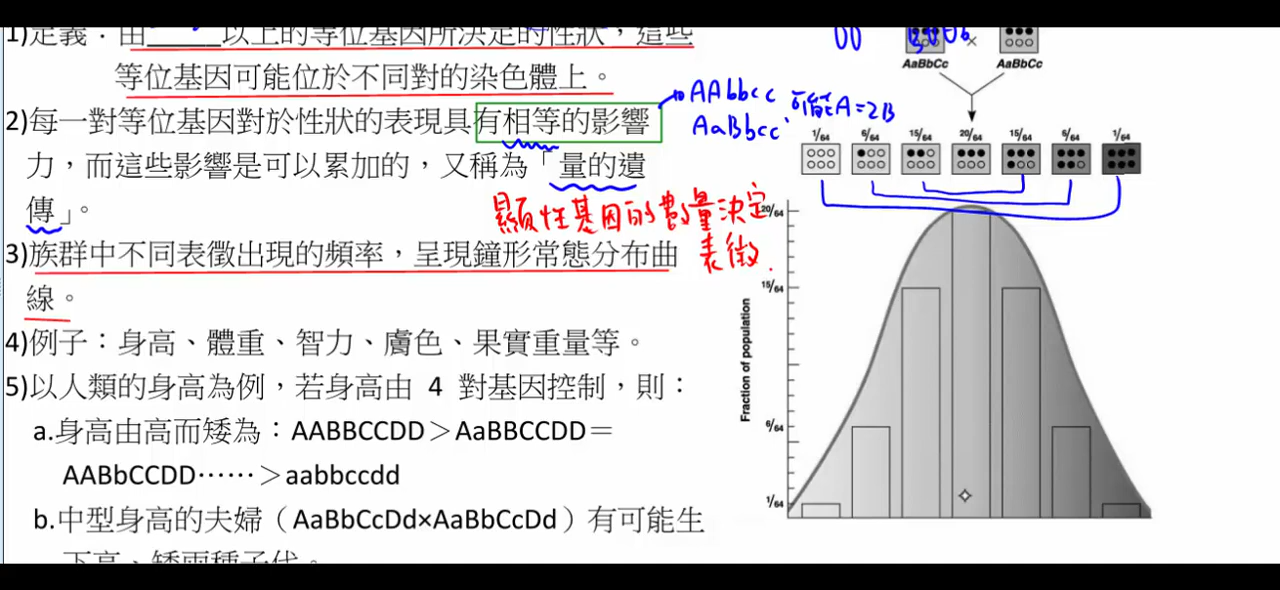 1)定義：由_____以上的等位基因所決定的性狀，這些
等位基因可能位於不同對的染色體上。
2)每一對等位基因對於性狀的表現具有相等的影響
力，而這些影響是可以累加的，又稱為「量的遺
傳」。
3)族群中不同表徵出現的頻率，呈現鐘形常態分布曲
線。
4)例子：身高、體重、智力、膚色、果實重量等。
5)以人類的身高為例，若身高由 4 對基因控制，則：
a.身高由高而矮為：AABBCCDD＞AaBBCCDD＝
AABbCCDD……＞aabbccdd
b.中型身高的夫婦（AaBbCcDd×AaBbCcDd）有可能生
下高、矮兩種子代。
AAbbcc 可能A=2B
AaBbcc
顯性基因的數量決定
表徵.
×
AaBbCc AaBbCc
1/64 6/64 15/64 20/64 15/64 6/64 1/64
20/64
15/64
6/64
1/64
Fraction of population